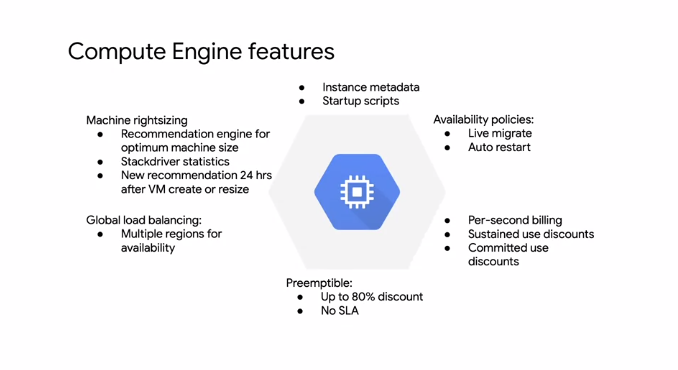 Compute Engine features
● Instance metadata
● Startup scripts
Machine rightsizing
● Recommendation engine for
optimum machine size
● Stackdriver statistics
● New recommendation 24 hrs
after VM create or resize
Availability policies:
● Live migrate
● Auto restart
Global load balancing:
● Multiple regions for
availability
● Per-second billing
● Sustained use discounts
● Committed use
discounts
Preemptible:
● Up to 80% discount
● No SLA